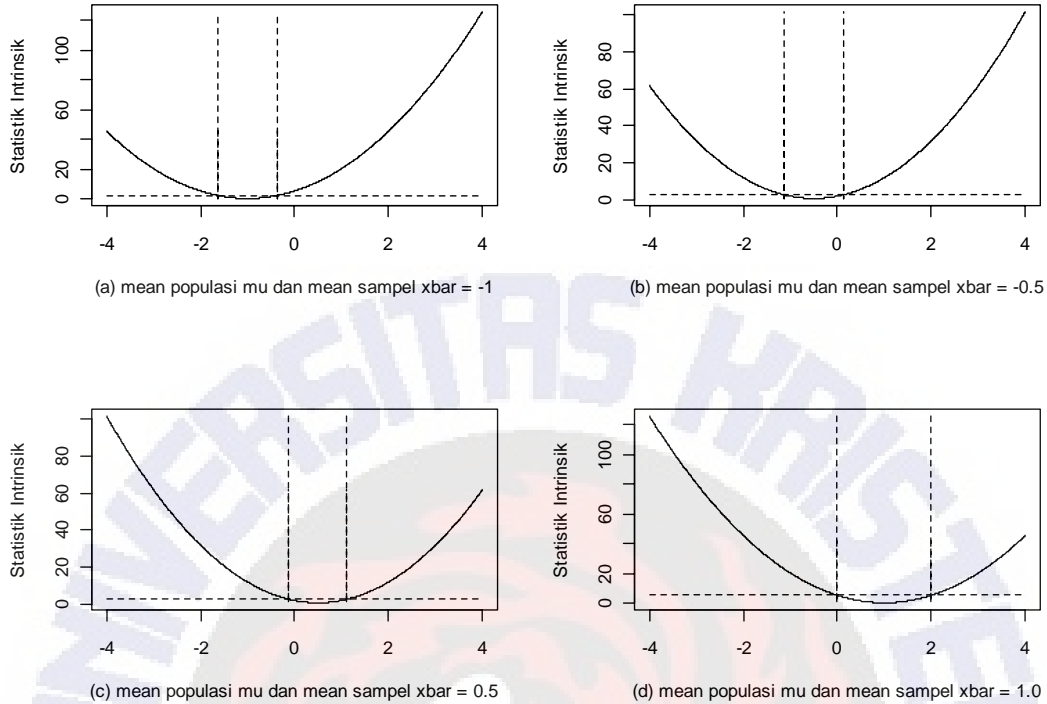 Statistik Intrinsik
0 20 60 100
-4 -2 0 2 4
(a) mean populasi mu dan mean sampel xbar = -1
Statistik Intrinsik
0 20 40 60 80
-4 -2 0 2 4
(b) mean populasi mu dan mean sampel xbar = -0.5
Statistik Intrinsik
0 20 40 60 80
-4 -2 0 2 4
(c) mean populasi mu dan mean sampel xbar = 0.5
Statistik Intrinsik
0 20 60 100
-4 -2 0 2 4
(d) mean populasi mu dan mean sampel xbar = 1.0
UNIVERSITAS KRISTE